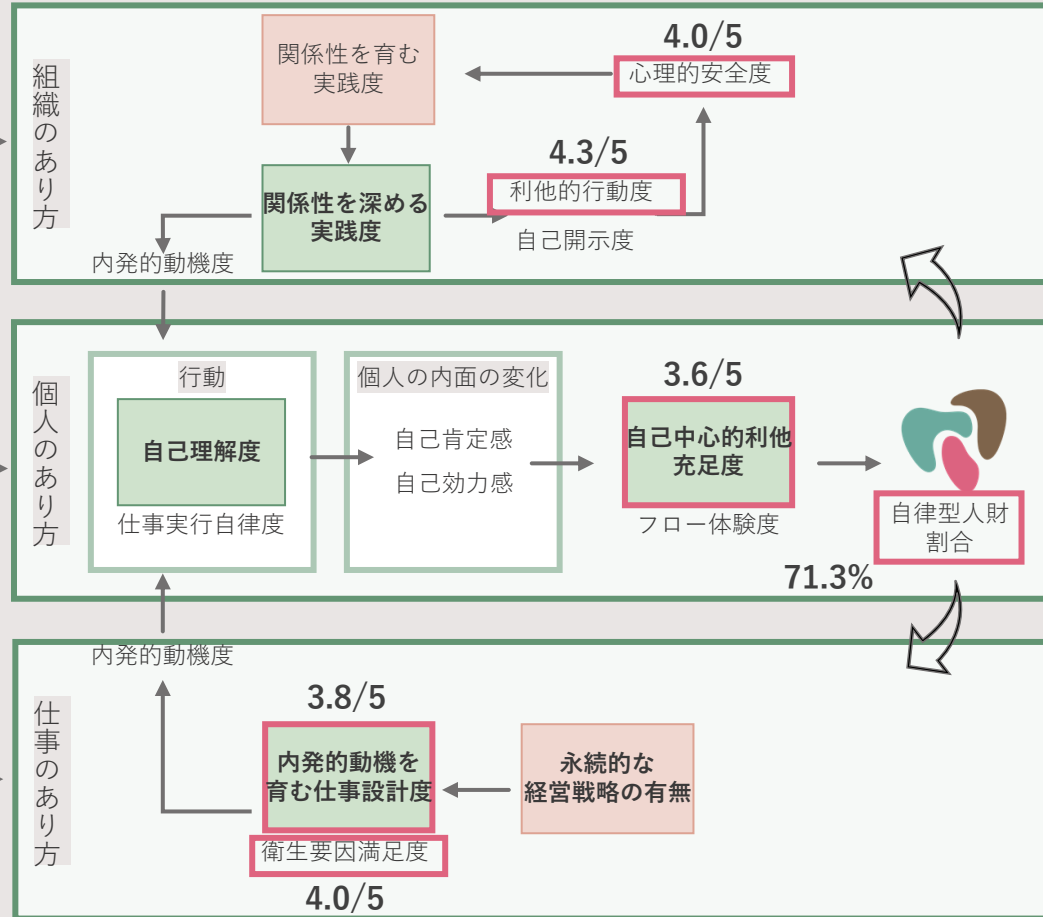 組織のあり方
関係性を育む
実践度
4.0/5
心理的安全度
4.3/5
利他的行動度
自己開示度
関係性を深める
実践度
内発的動機度
個人のあり方
行動
自己理解度
仕事実行自律度
個人の内面の変化
自己肯定感
自己効力感
3.6/5
自己中心的利他
充足度
フロー体験度
自律型人財
割合
71.3%
仕事のあり方
内発的動機度
3.8/5
内発的動機を
育む仕事設計度
衛生要因満足度
4.0/5
永続的な
経営戦略の有無